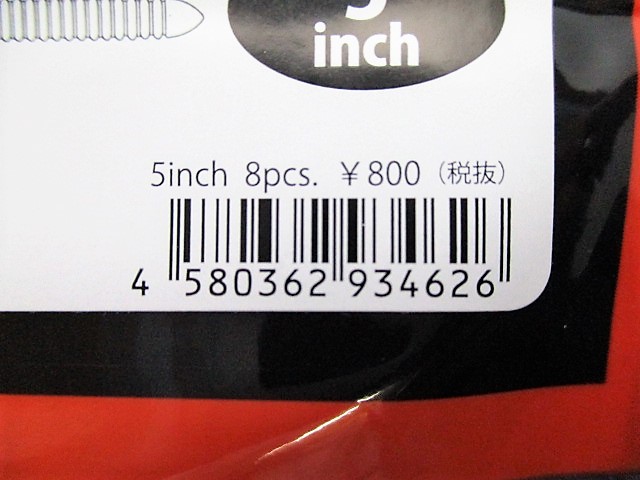 inch
5inch 8pcs. ¥800（税抜）
4 580362 934626